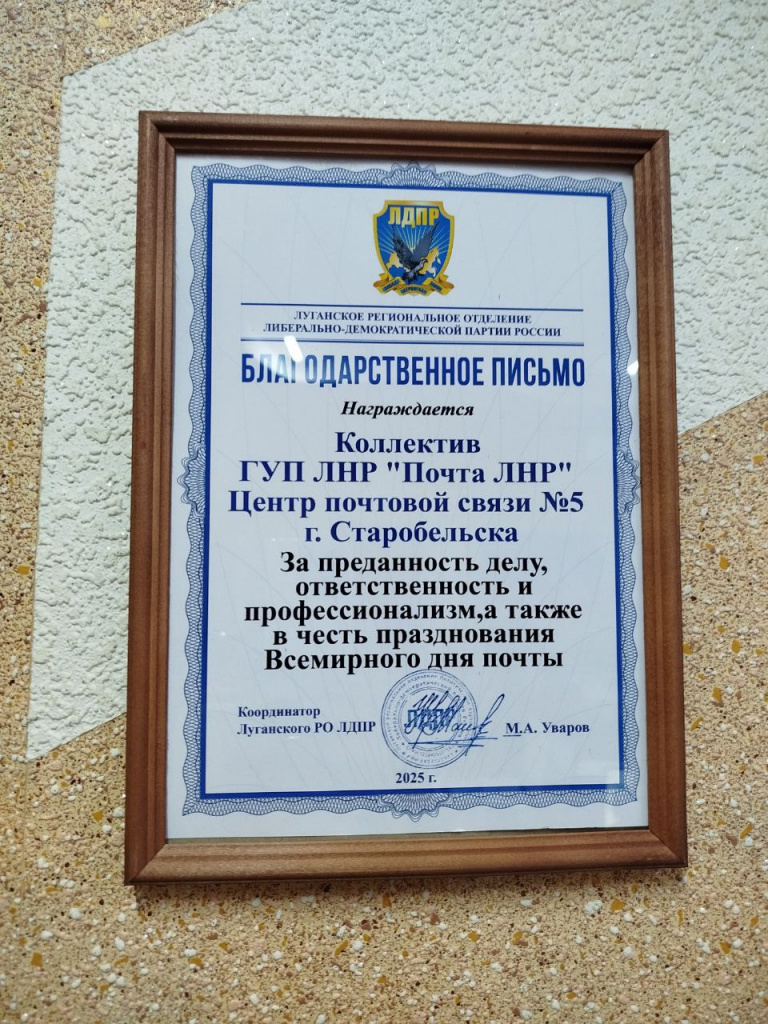 ЛДПР
ЛУГАНСКОЕ РЕГИОНАЛЬНОЕ ОТДЕЛЕНИЕ
ЛИБЕРАЛЬНО-ДЕМОКРАТИЧЕСКОЙ ПАРТИИ РОССИИ
БЛАГОДАРСТВЕННОЕ ПИСЬМО
Награждается
Коллектив
ГУП ЛНР "Почта ЛНР"
Центр почтовой связи №5
г. Старобельска
За преданность делу,
ответственность и
профессионализм,а также
в честь празднования
Всемирного дня почты
Координатор
Луганского РО ЛДПР
ЛДПР
М.А. Уваров
2025 г.